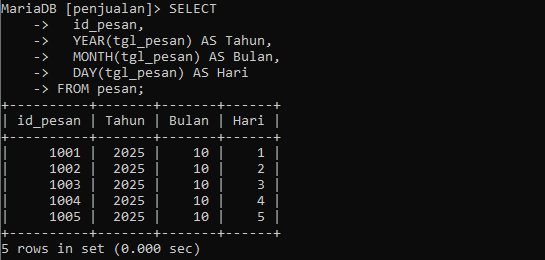 MariaDB [penjualan]> SELECT
    ->   id_pesan,
    ->   YEAR(tgl_pesan) AS Tahun,
    ->   MONTH(tgl_pesan) AS Bulan,
    ->   DAY(tgl_pesan) AS Hari
    -> FROM pesan;
+----------+-------+-------+------+
| id_pesan | Tahun | Bulan | Hari |
+----------+-------+-------+------+
|     1001 |  2025 |    10 |    1 |
|     1002 |  2025 |    10 |    2 |
|     1003 |  2025 |    10 |    3 |
|     1004 |  2025 |    10 |    4 |
|     1005 |  2025 |    10 |    5 |
+----------+-------+-------+------+
5 rows in set (0.000 sec)